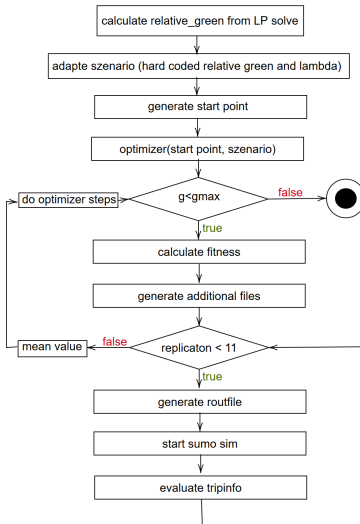 calculate relative_green from LP solve
adapte szenario (hard coded relative green and lambda)
generate start point
optimizer(start point, szenario)
g<gmax
false
do optimizer steps
true
calculate fitness
generate additional files
replicaton < 11
false
mean value
true
generate routfile
start sumo sim
evaluate tripinfo